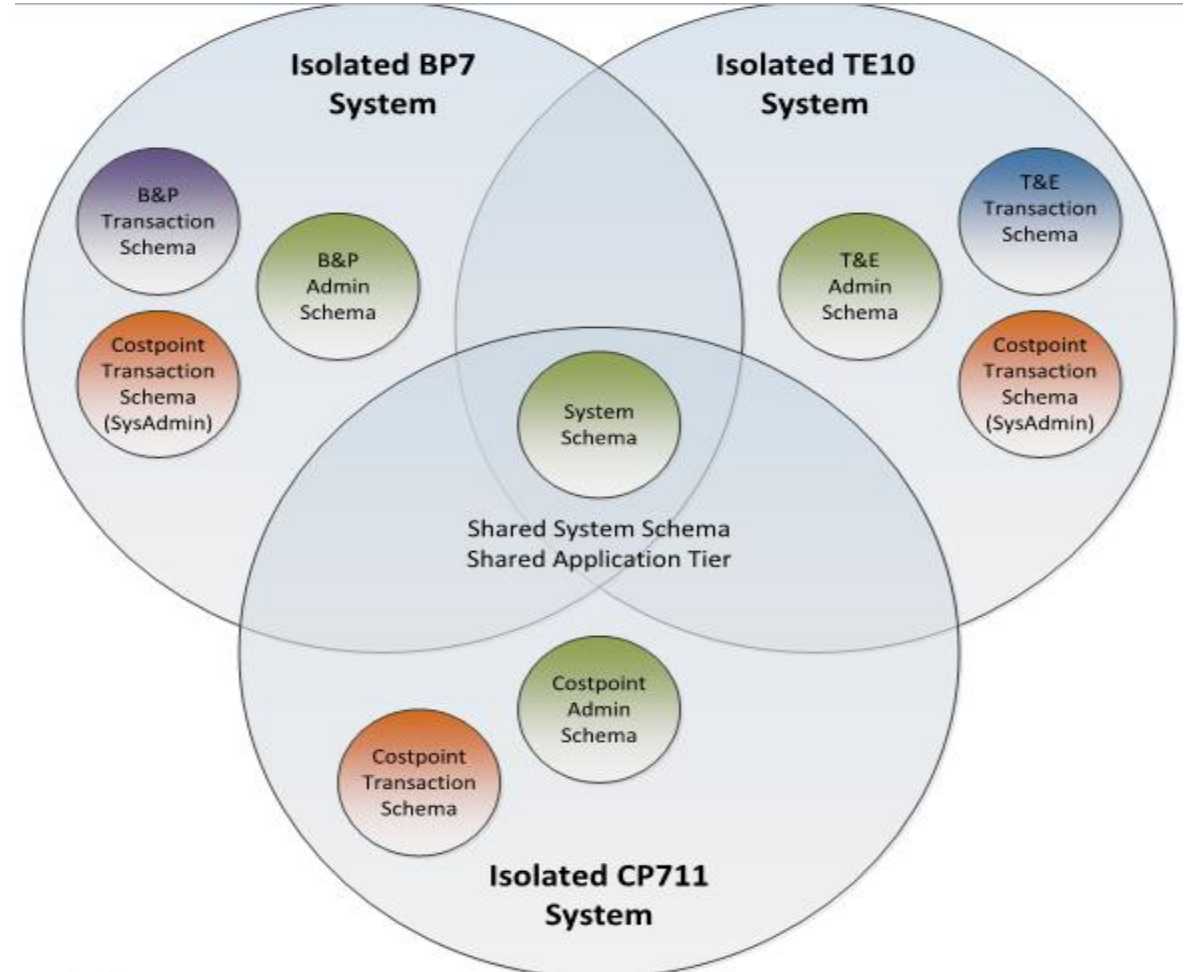 Isolated BP7
System
Isolated TE10
System
B&P
Transaction
Schema
B&P
Admin
Schema
Costpoint
Transaction
Schema
(SysAdmin)
T&E
Admin
Schema
T&E
Transaction
Schema
Costpoint
Transaction
Schema
(SysAdmin)
System
Schema
Shared System Schema
Shared Application Tier
Costpoint
Admin
Schema
Costpoint
Transaction
Schema
Isolated CP711
System